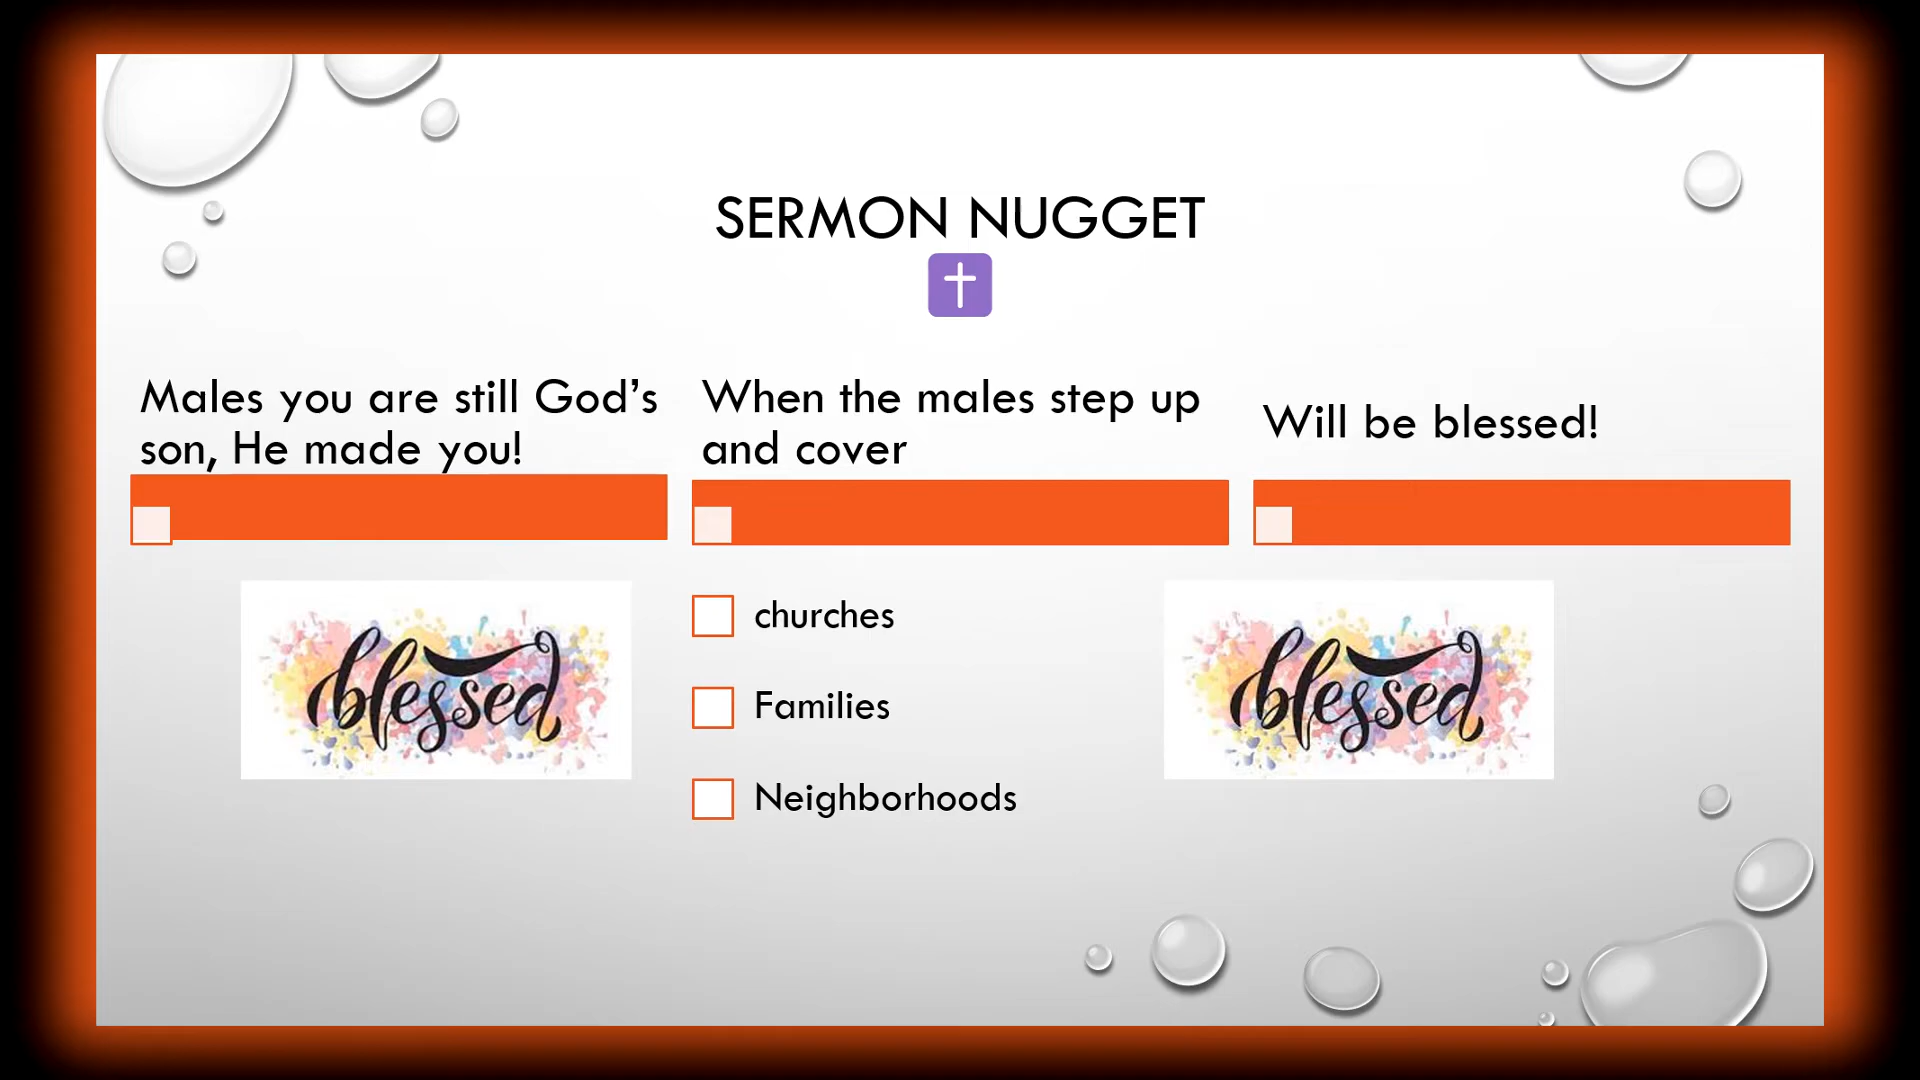 SERMON NUGGET
Males you are still God’s
son, He made you!
When the males step up
and cover
Will be blessed!
blessed
churches
Families
Neighborhoods
blessed